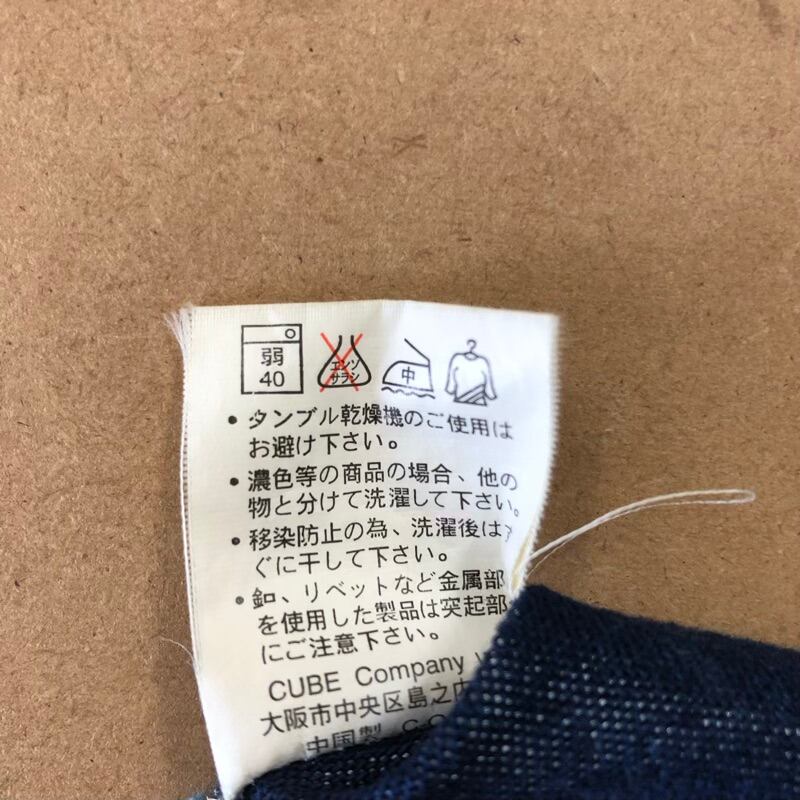 弱
40
エンソ
サラシ
中
・タンブル乾燥機のご使用は
お避け下さい。
・濃色等の商品の場合、他の
物と分けて洗濯して下さい。
・移染防止の為、洗濯後は
ぐに干して下さい。
・釦、リベットなど金属部
を使用した製品は突起部
にご注意下さい。
CUBE Company
大阪市中央区島之内
中国製